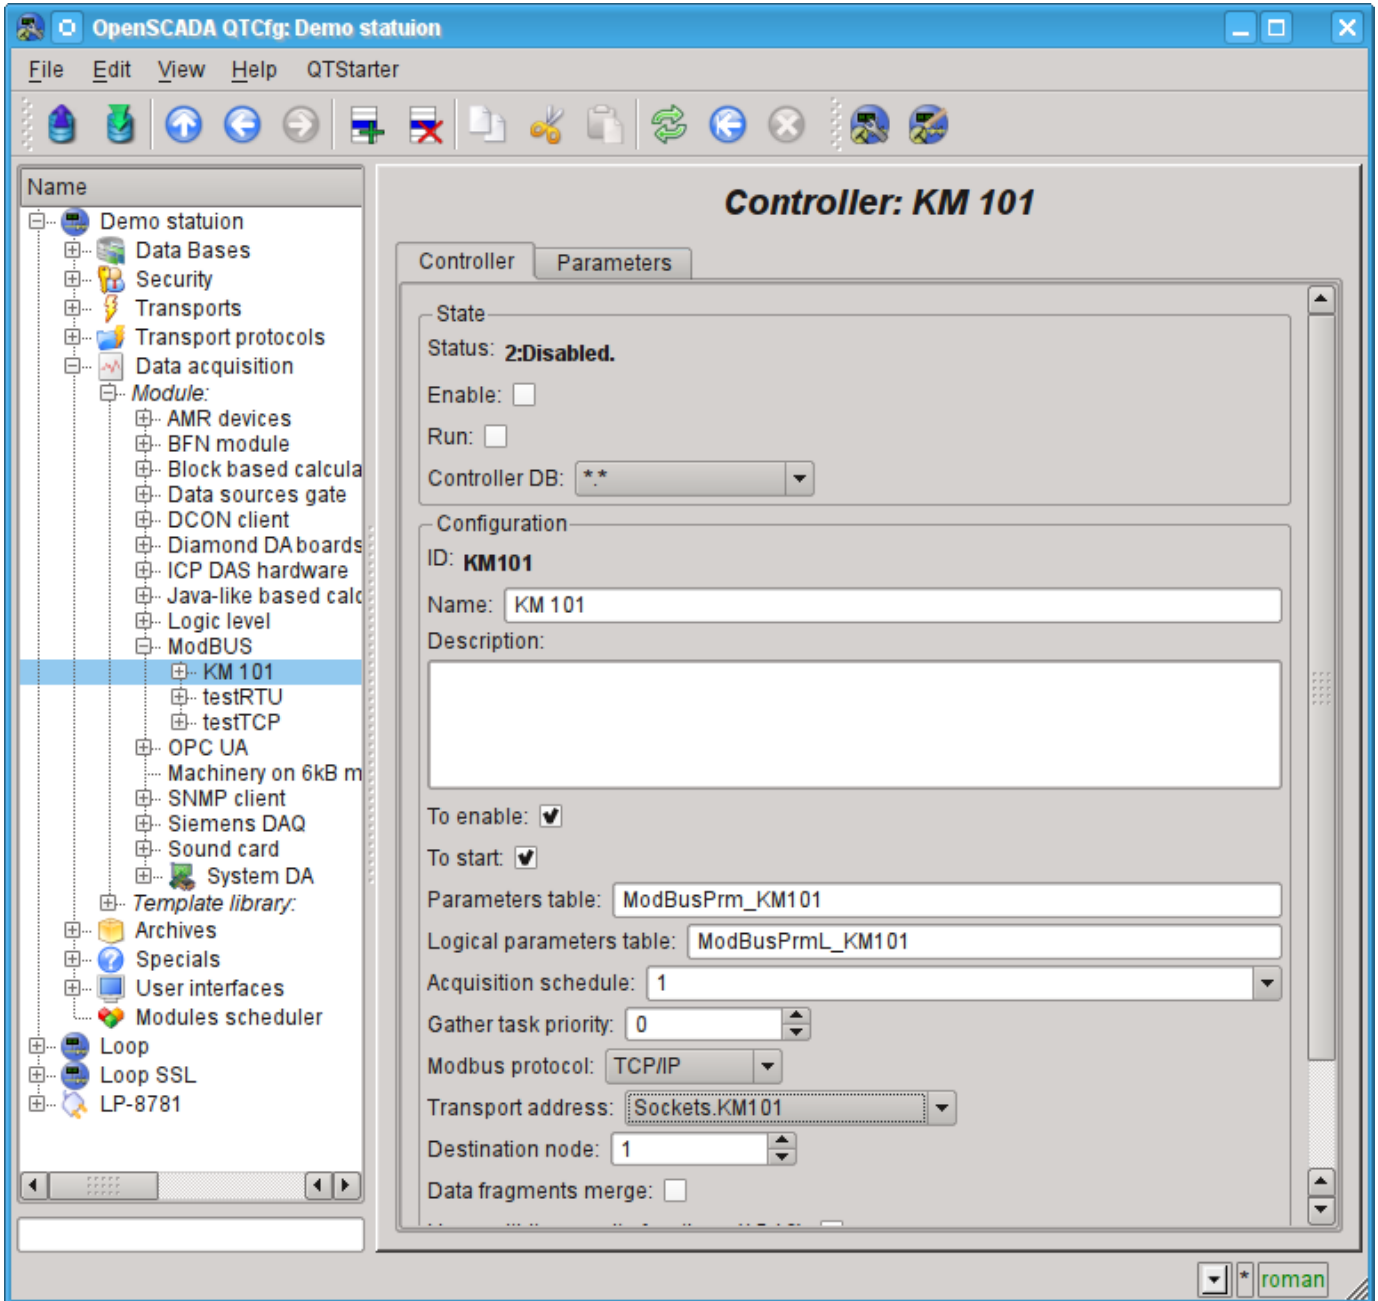 OpenSCADA QTCfg: Demo statuion
File Edit View Help QTStarter
Name
Demo statuion
Data Bases
Security
Transports
Transport protocols
Data acquisition
Module:
AMR devices
BFN module
Block based calcula
Data sources gate
DCON client
Diamond DA boards
ICP DAS hardware
Java-like based calc
Logic level
ModBUS
KM 101
testRTU
testTCP
OPC UA
Machinery on 6kB m
SNMP client
Siemens DAQ
Sound card
System DA
Template library:
Archives
Specials
User interfaces
Modules scheduler
Loop
Loop SSL
LP-8781
Controller: KM 101
Controller Parameters
State
Status: 2:Disabled.
Enable:
Run:
Controller DB: *.*
Configuration
ID: KM101
Name: KM 101
Description:
To enable:
To start:
Parameters table: ModBusPrm_KM101
Logical parameters table: ModBusPrmL_KM101
Acquisition schedule: 1
Gather task priority: 0
Modbus protocol: TCP/IP
Transport address: Sockets.KM101
Destination node: 1
Data fragments merge:
* roman